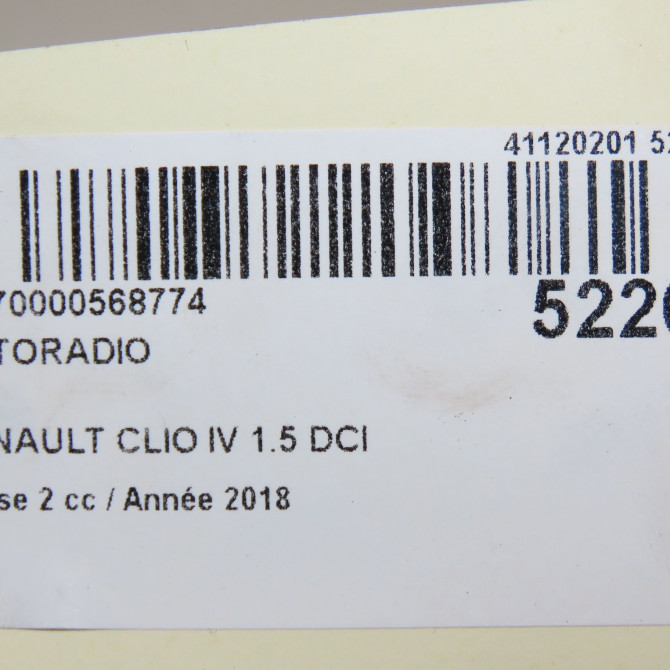 41120201 52
70000568774
5220
TORADIO
NAULT CLIO IV 1.5 DCI
se 2 cc / Année 2018